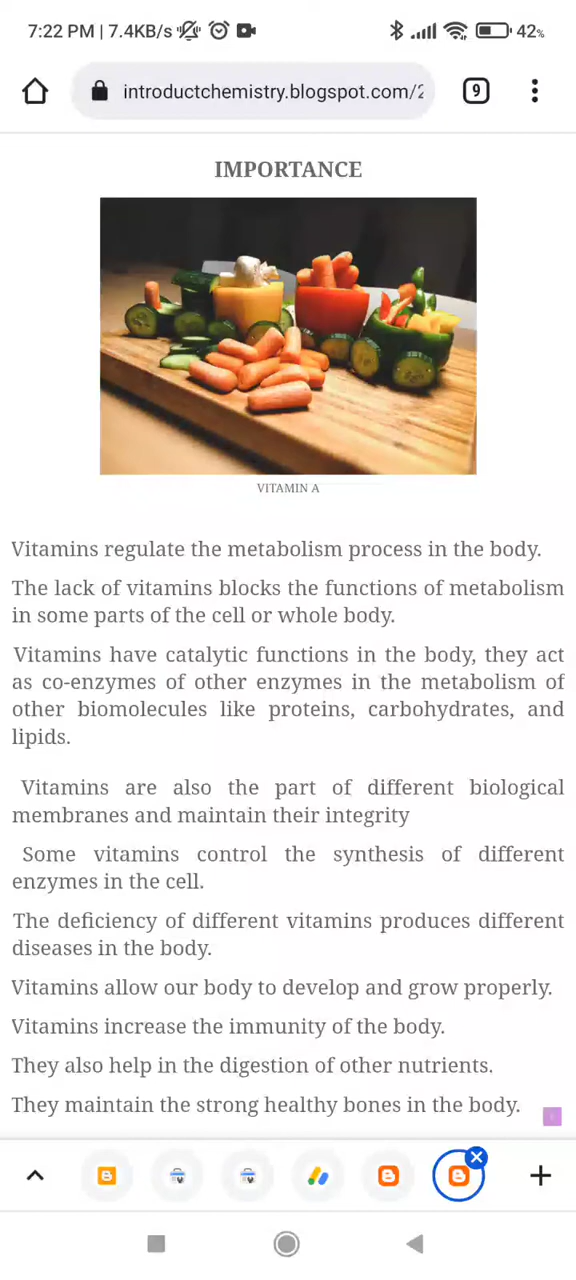 7:22 PM | 7.4KB/s
42%
introductchemistry.blogspot.com/2
9
IMPORTANCE
VITAMIN A
Vitamins regulate the metabolism process in the body.
The lack of vitamins blocks the functions of metabolism
in some parts of the cell or whole body.
Vitamins have catalytic functions in the body, they act
as co-enzymes of other enzymes in the metabolism of
other biomolecules like proteins, carbohydrates, and
lipids.
Vitamins are also the part of different biological
membranes and maintain their integrity
Some vitamins control the synthesis of different
enzymes in the cell.
The deficiency of different vitamins produces different
diseases in the body.
Vitamins allow our body to develop and grow properly.
Vitamins increase the immunity of the body.
They also help in the digestion of other nutrients.
They maintain the strong healthy bones in the body.